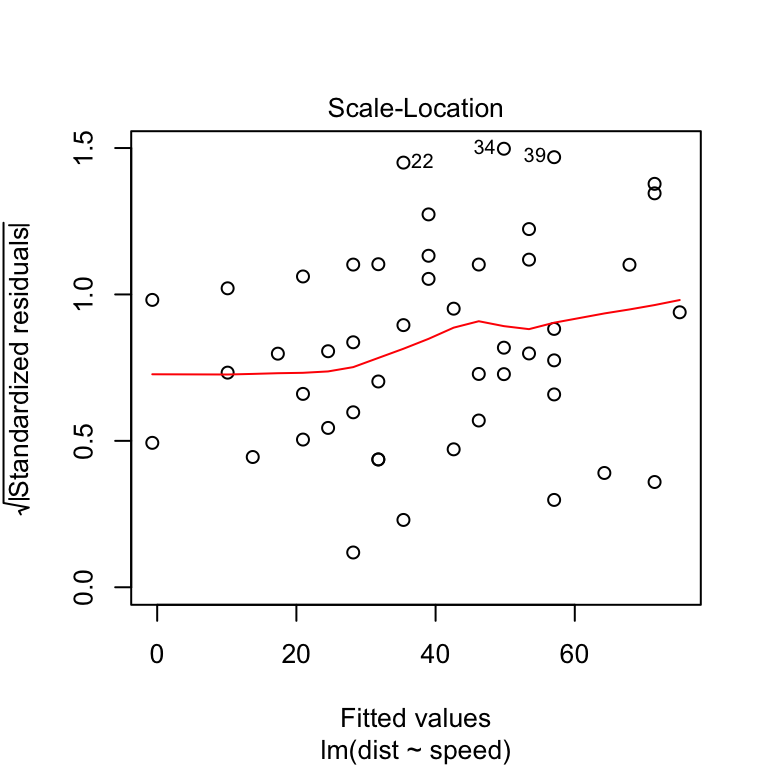 Scale-Location
34
39
22
1.5
1.0
0.5
0.0
√|Standardized residuals|
0 20 40 60
Fitted values
lm(dist ~ speed)